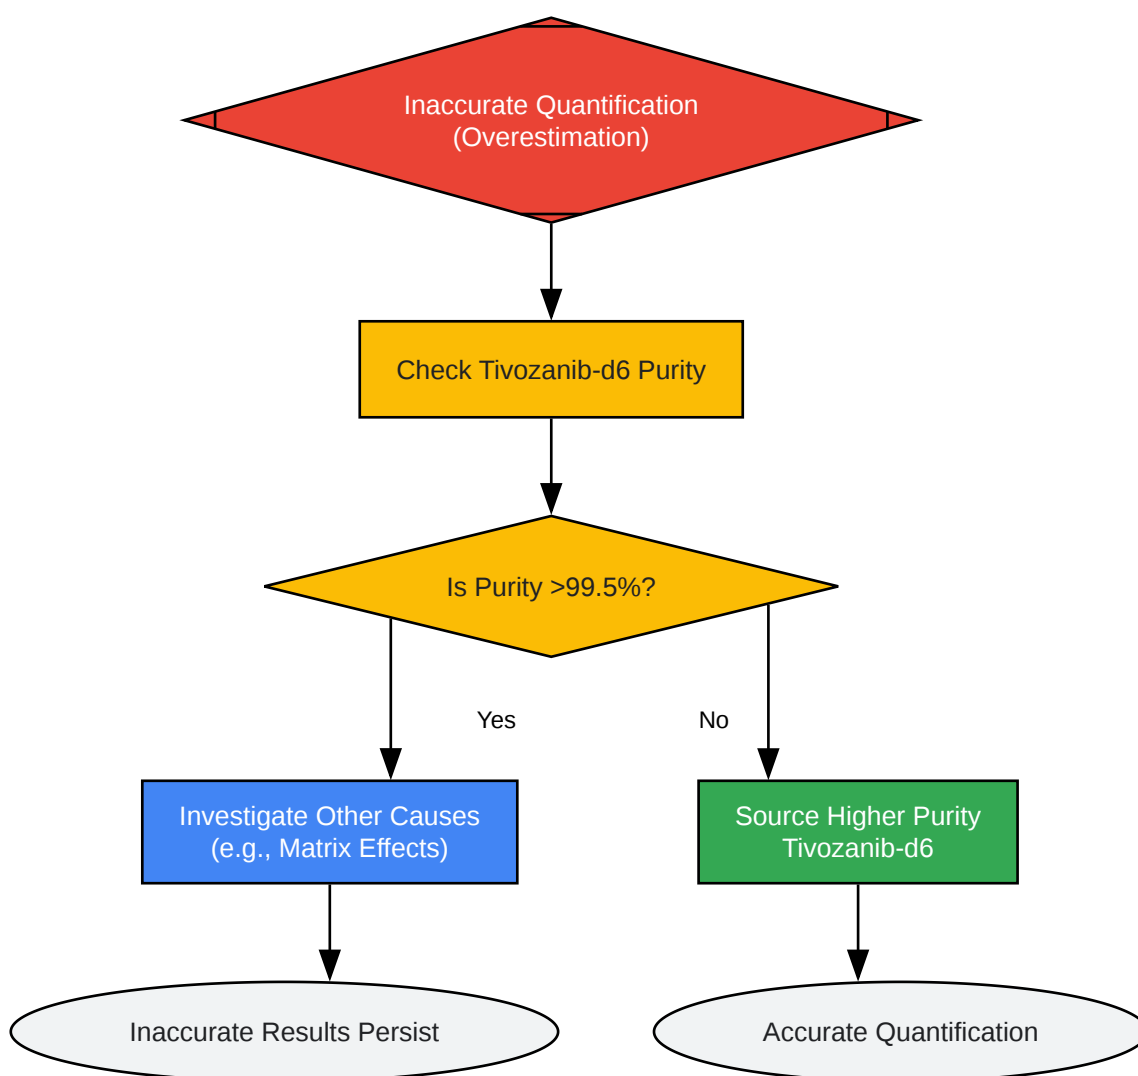 Inaccurate Quantification
(Overestimation)
Check Tivozanib-d6 Purity
Is Purity >99.5%?
Yes
No
Investigate Other Causes
(e.g., Matrix Effects)
Source Higher Purity
Tivozanib-d6
Inaccurate Results Persist
Accurate Quantification